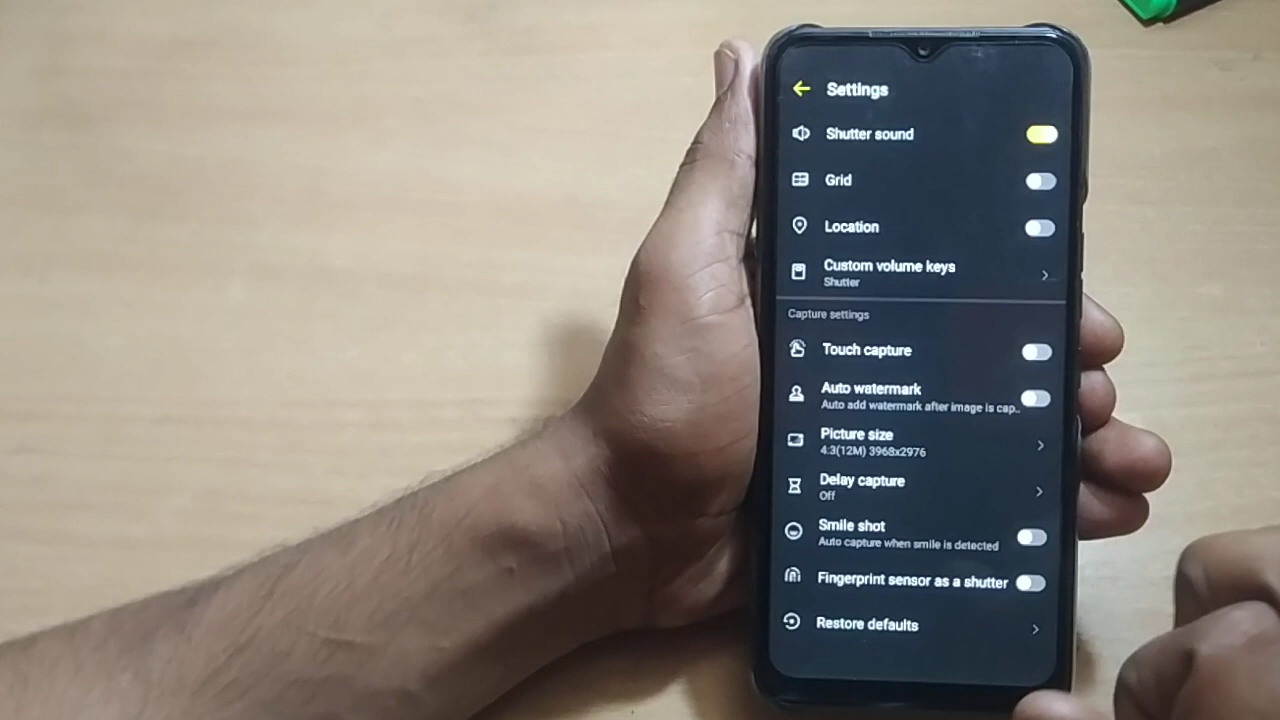 Settings
Shutter sound
Grid
Location
Custom volume keys
Shutter
Capture settings
Touch capture
Auto watermark
Auto add watermark after image is cap..
Picture size
4:3(12M) 3968x2976
Delay capture
Off
Smile shot
Auto capture when smile is detected
Fingerprint sensor as a shutter
Restore defaults